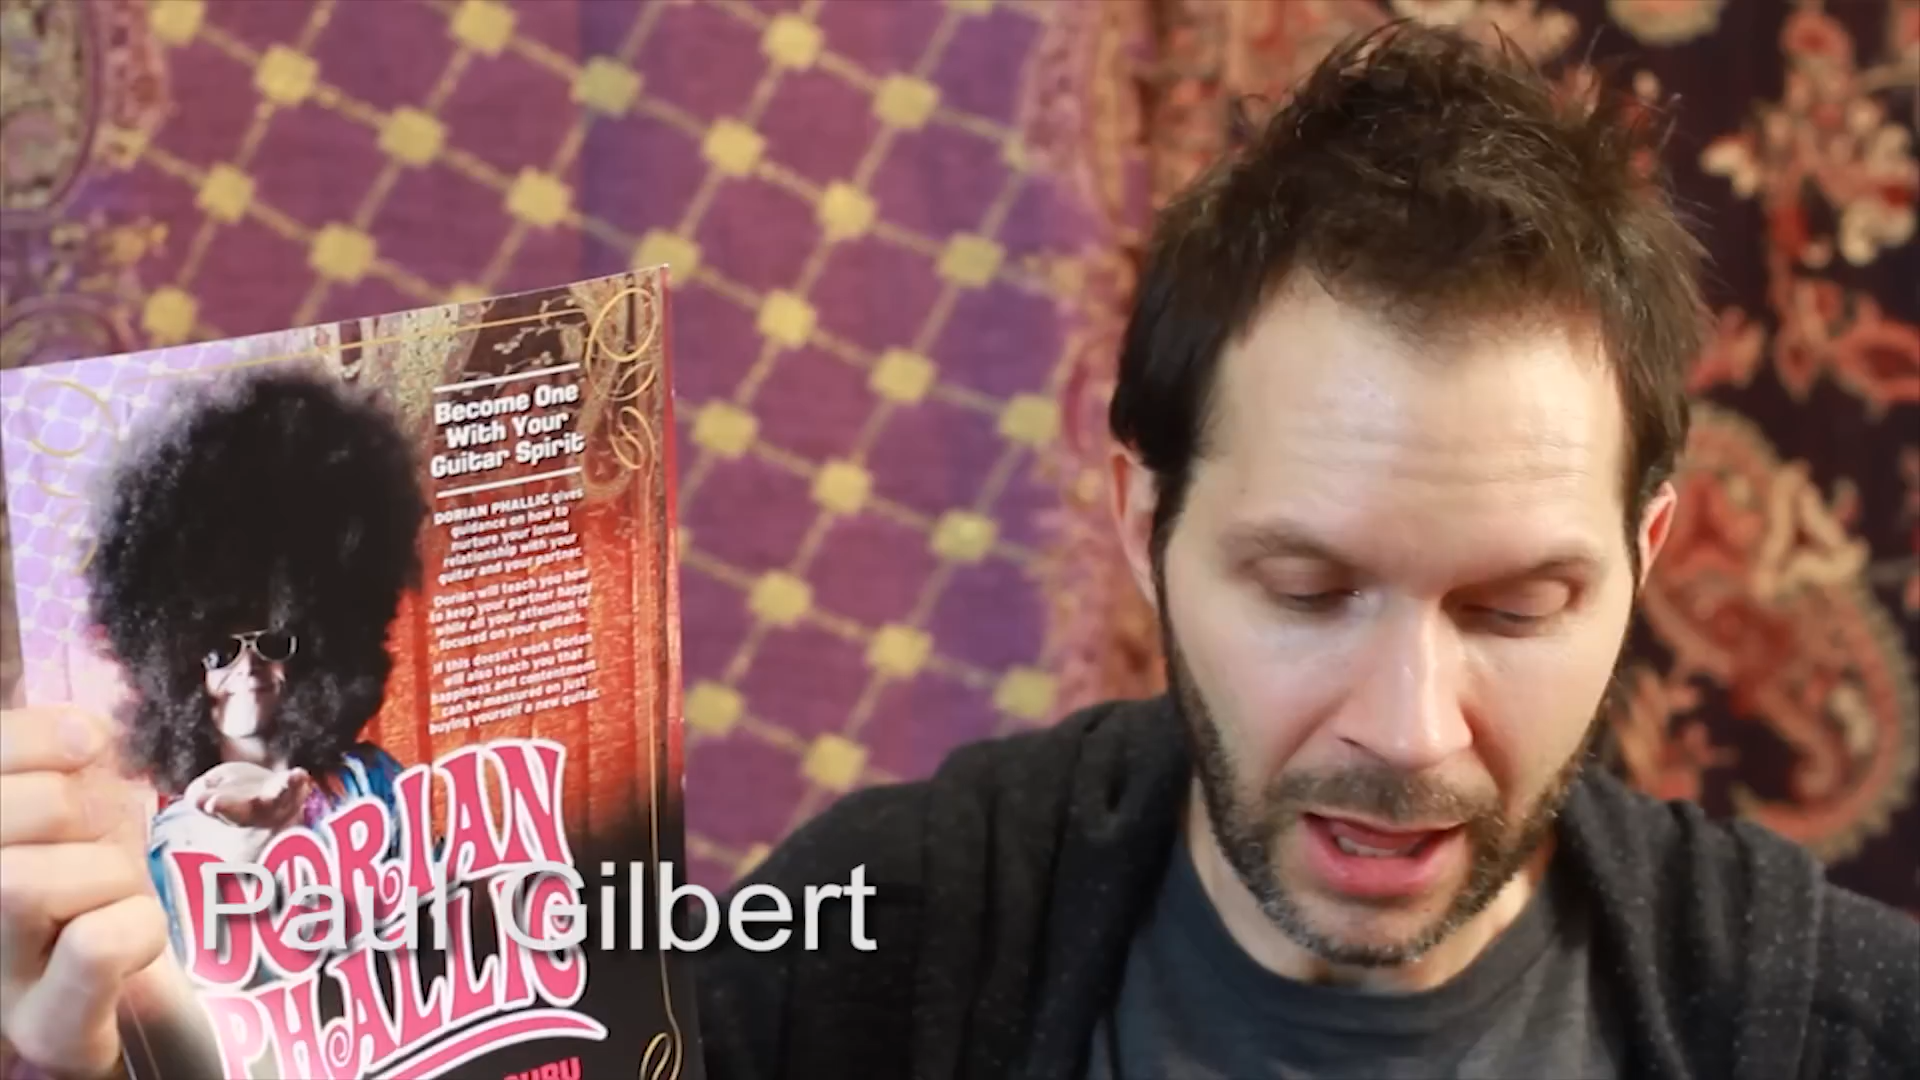 Become One
With Your
Guitar Spirit
DORIAN PHALLIC gives
guidance on how to
nurture your loving
relationship with your
guitar and your partner.
Dorian will teach you how
to keep your partner happy
while all your attention is
focused on your guitars.
If this doesn't work Dorian
will also teach you that
happiness and contentment
can be measured on just
buying yourself a new guitar.
DORIAN
PHALLIC
Paul Gilbert